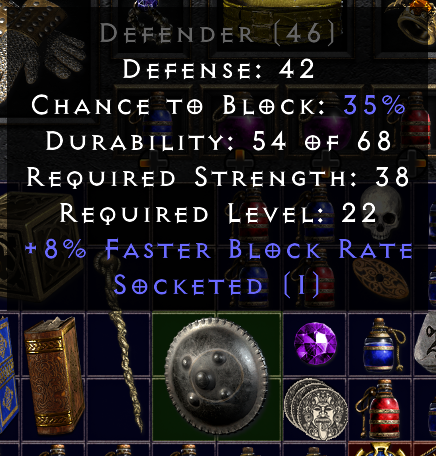 Defender (46)
Defense: 42
Chance to Block: 35%
Durability: 54 of 68
Required Strength: 38
Required Level: 22
+8% Faster Block Rate
Socketed (1)